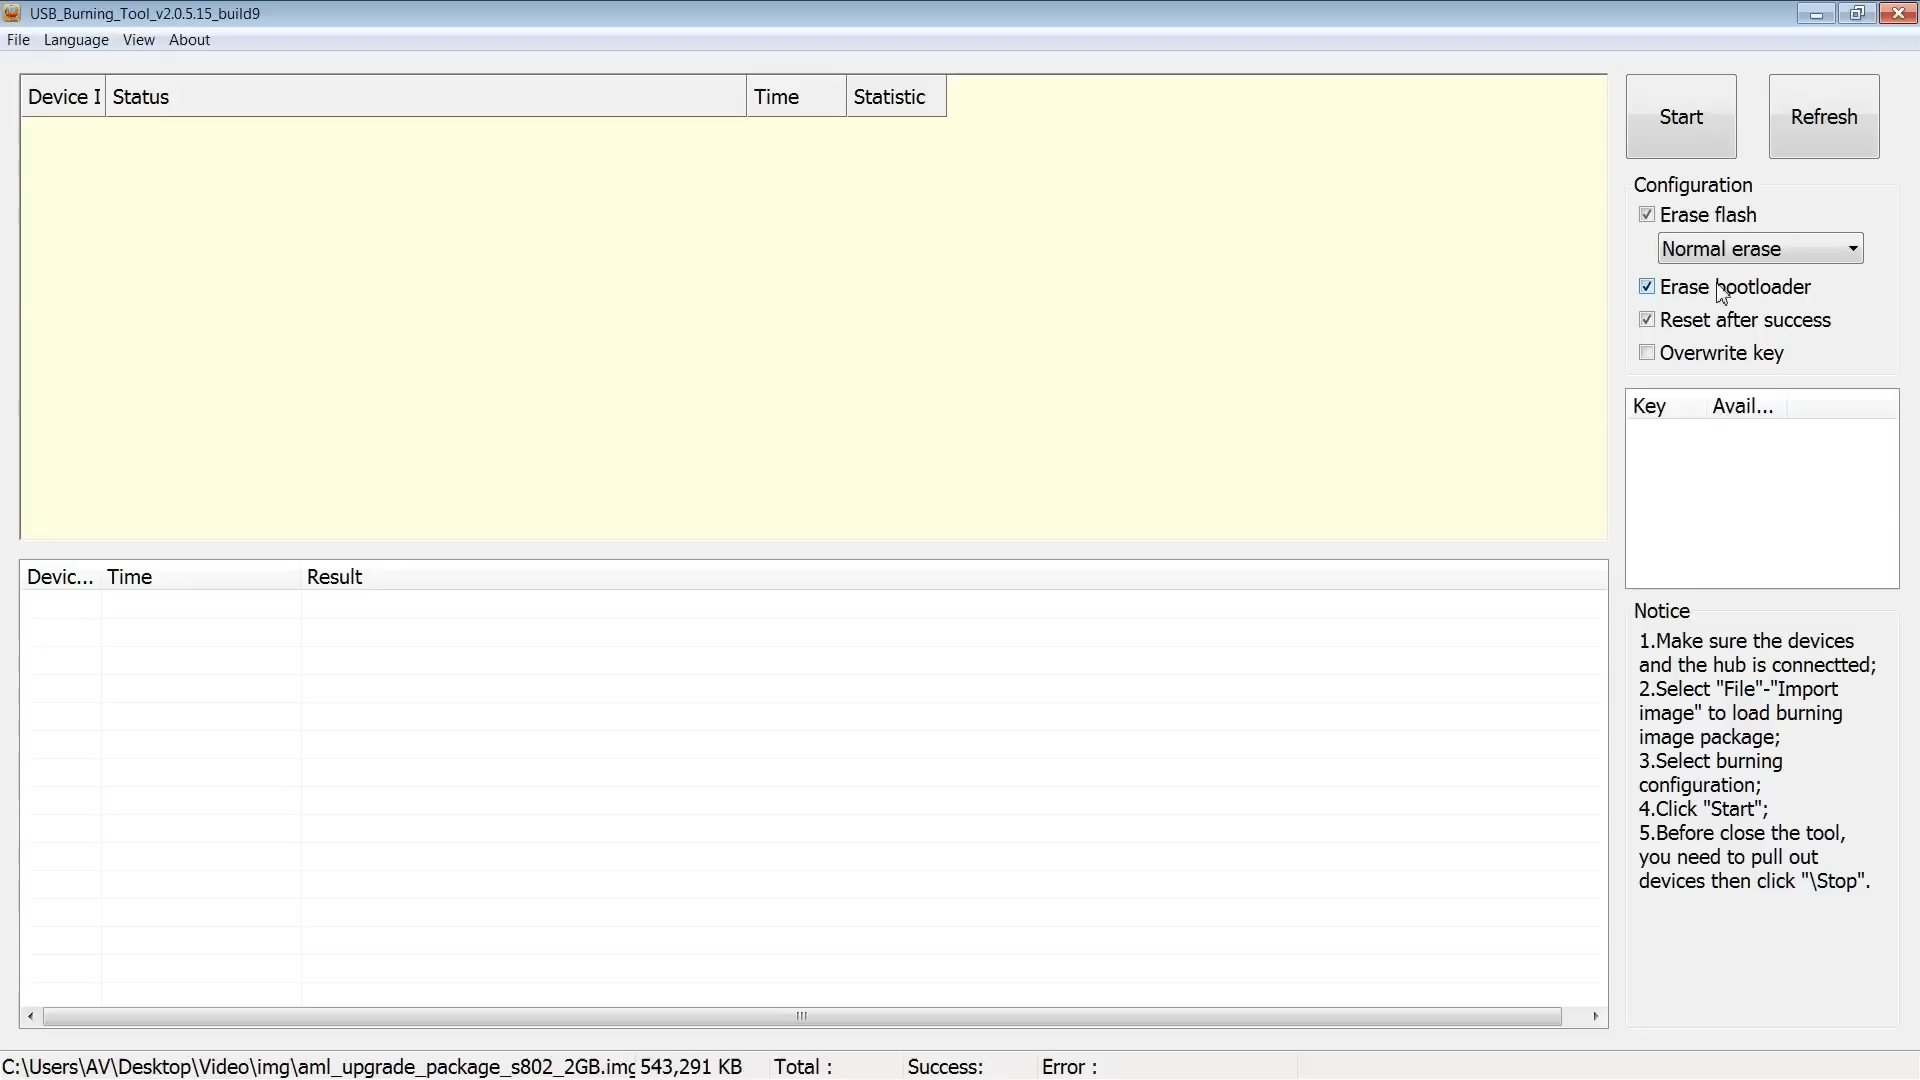 USB_Burning_Tool_v2.0.5.15_build9
File Language View About
Device I Status Time Statistic
Start Refresh
Configuration
Erase flash
Normal erase
Erase bootloader
Reset after success
Overwrite key
Key Avail...
Devic... Time Result
Notice
1.Make sure the devices
and the hub is connectted;
2.Select "File"-"Import
image" to load burning
image package;
3.Select burning
configuration;
4.Click "Start";
5.Before close the tool,
you need to pull out
devices then click "\Stop".
C:\Users\AV\Desktop\Video\img\aml_upgrade_package_s802_2GB.img 543,291 KB Total : Success: Error :